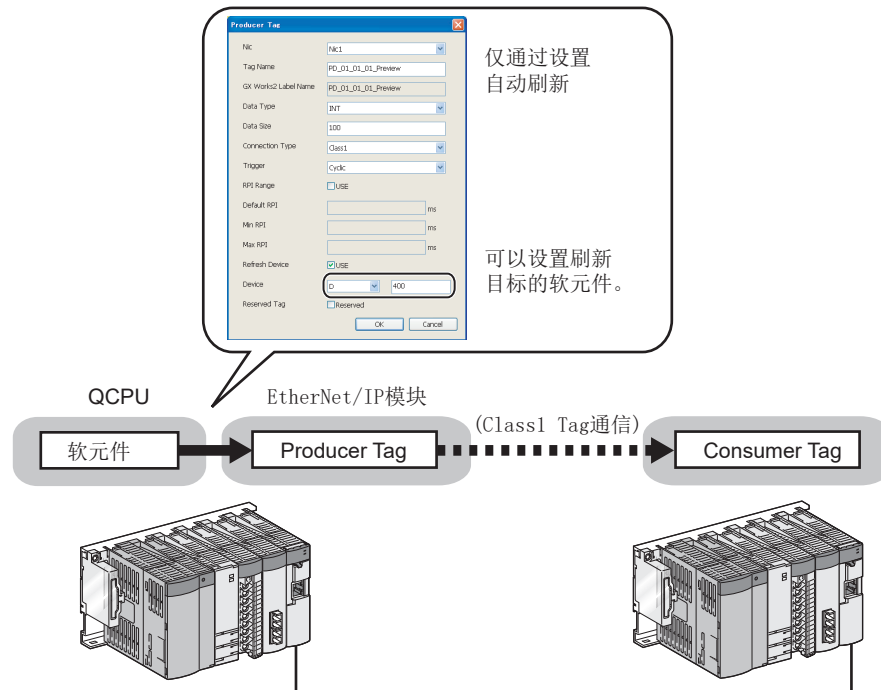 Producer Tag
Nic
Nic1
Tag Name
PD_01_01_01_Preview
GX Works2 Label Name
PD_01_01_01_Preview
Data Type
INT
Data Size
100
Connection Type
Class1
Trigger
Cyclic
RPI Range
USE
Default RPI
ms
Min RPI
ms
Max RPI
ms
Refresh Device
USE
Device
D
400
Reserved Tag
Reserved
OK
Cancel
仅通过设置
自动刷新
可以设置刷新
目标的软元件。
QCPU
EtherNet/IP模块
(Class1 Tag通信)
软元件
Producer Tag
Consumer Tag